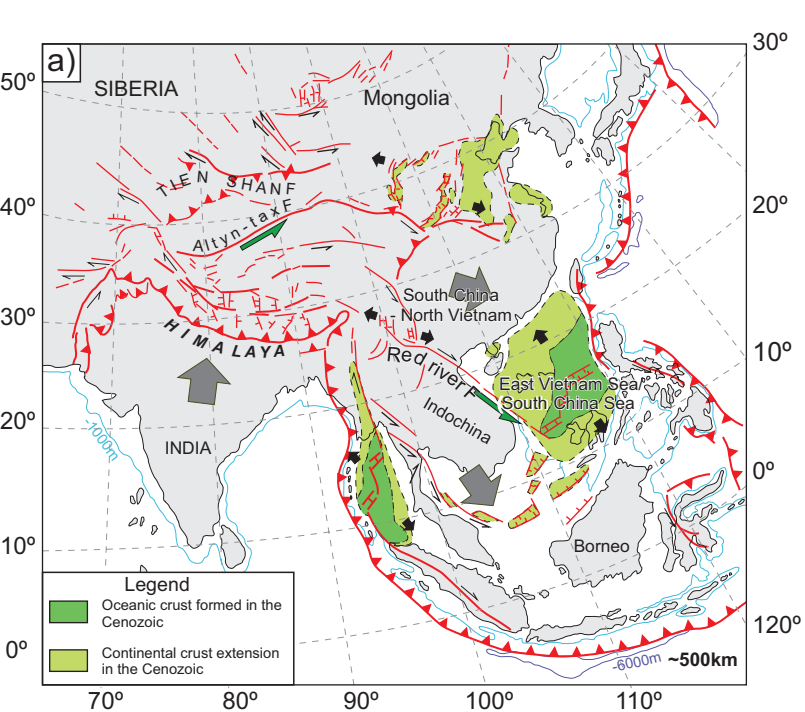 a)
SIBERIA
Mongolia
TIEN SHANF
Altyn-taxF
South China
- North Vietnam
HIMALAYA
Red river F
Indochina
East Vietnam Sea/
South China Sea
INDIA
-1000m
Borneo
-6000m
~500km
Legend
Oceanic crust formed in the
Cenozoic
Continental crust extension
in the Cenozoic
50º
40º
30º
20º
10º
0º
30º
20º
10º
0º
120º
70º
80º
90º
100º
110º